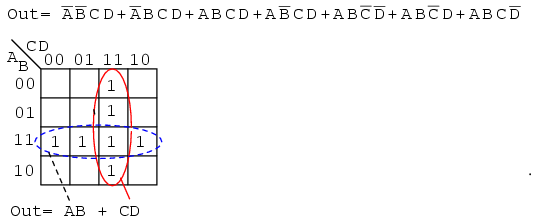 Out= A̅B̅CD+A̅BCD+ABCD+AB̅CD+ABC̅D̅+ABC̅D+ABCD̅
CD
A B 00 01 11 10
00 1
01 1
11 1 1 1 1
10 1
.
Out= AB + CD